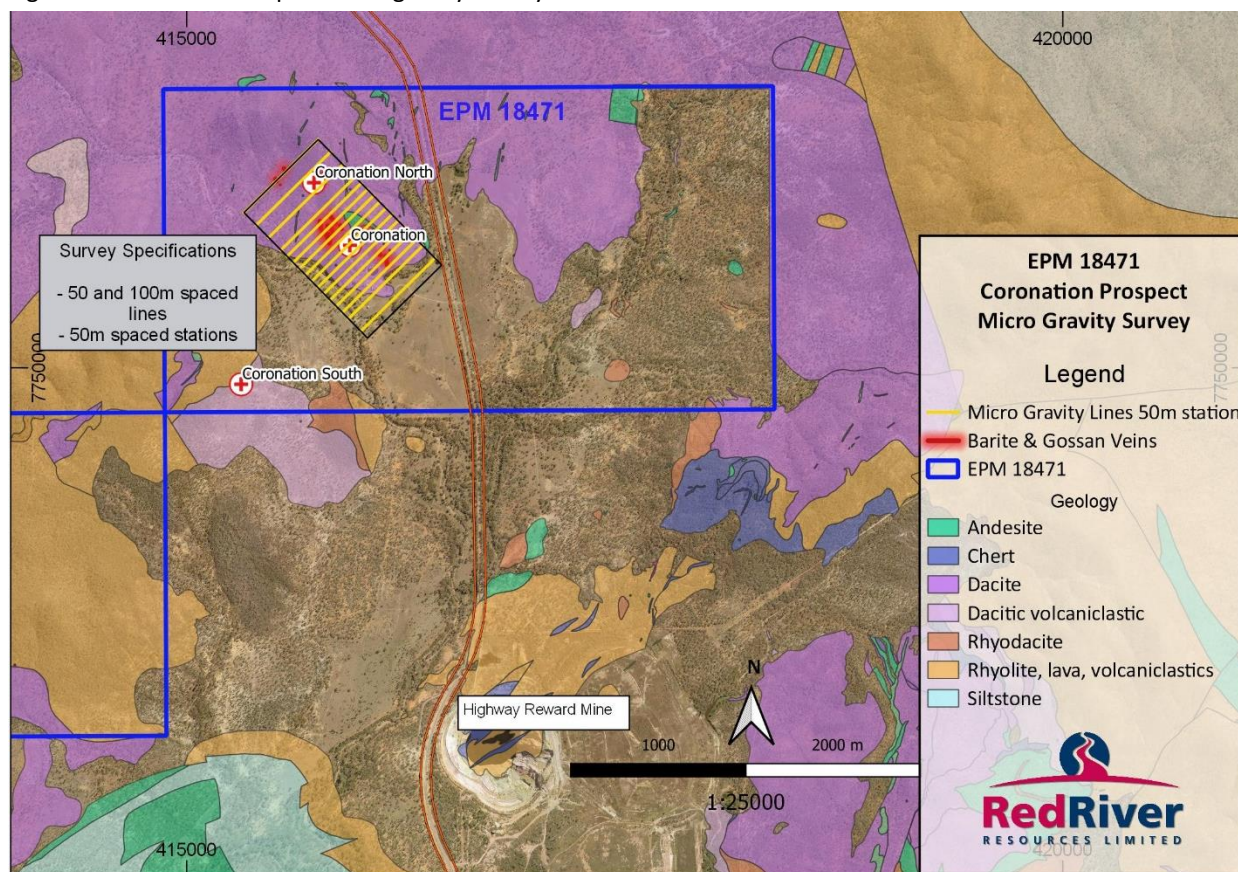 415000
420000
EPM 18471
Coronation North
Coronation
Survey Specifications
- 50 and 100m spaced
lines
- 50m spaced stations
Coronation South
7750000
7750000
EPM 18471
Coronation Prospect
Micro Gravity Survey
Legend
Micro Gravity Lines 50m station
Barite & Gossan Veins
EPM 18471
Geology
Andesite
Chert
Dacite
Dacitic volcaniclastic
Rhyodacite
Rhyolite, lava, volcaniclastics
Siltstone
N
Highway Reward Mine
1000
2000 m
1:25000
RedRiver
RESOURCES LIMITED
415000
420000